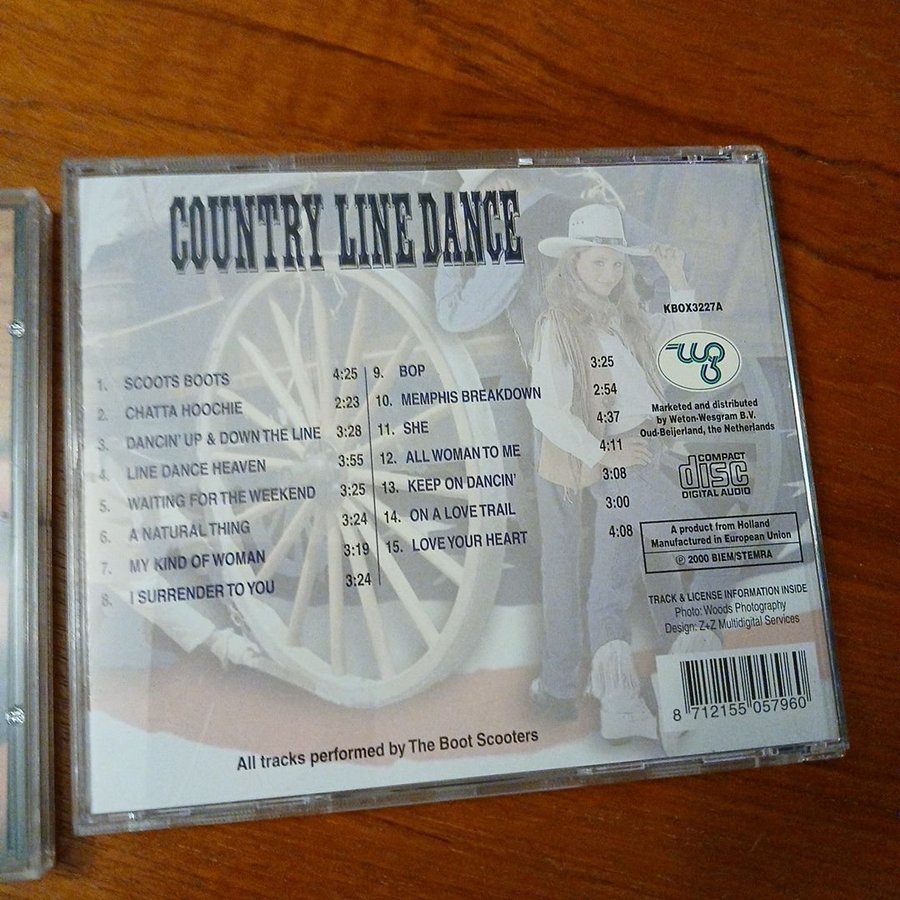 COUNTRY LINE DANCE
1. SCOOTS BOOTS 4:25
2. CHATTA HOOCHIE 2:23
3. DANCIN' UP & DOWN THE LINE 3:28
4. LINE DANCE HEAVEN 3:55
5. WAITING FOR THE WEEKEND 3:25
6. A NATURAL THING 3:24
7. MY KIND OF WOMAN 3:19
8. I SURRENDER TO YOU 3:24
9. BOP 3:25
10. MEMPHIS BREAKDOWN 2:54
11. SHE 4:37
12. ALL WOMAN TO ME 4:11
13. KEEP ON DANCIN' 3:08
14. ON A LOVE TRAIL 3:00
15. LOVE YOUR HEART 4:08
All tracks performed by The Boot Scooters
KBOX3227A
Marketed and distributed
by Weton-Wesgram B.V.
Oud-Beijerland, the Netherlands
COMPACT
disc
DIGITAL AUDIO
A product from Holland
Manufactured in European Union
℗ 2000 BIEM/STEMRA
TRACK & LICENSE INFORMATION INSIDE
Photo: Woods Photography
Design: Z+Z Multidigital Services
8 712155 057960